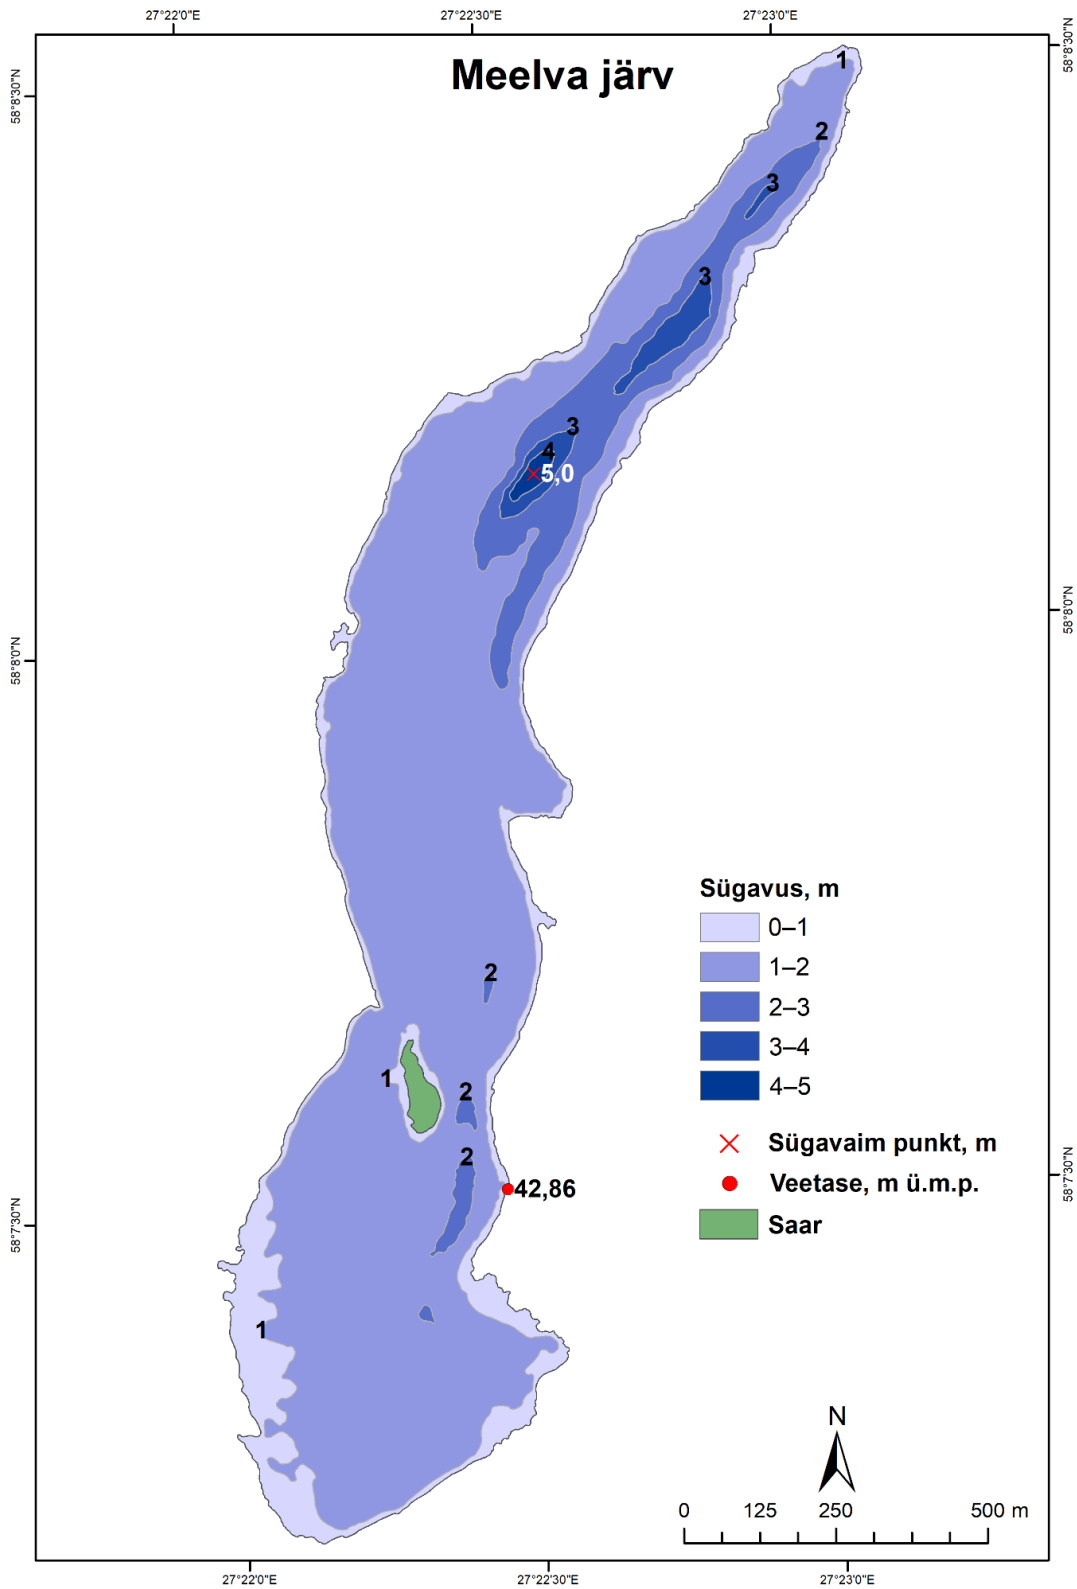 27°22'0"E 27°22'30"E 27°23'0"E
58°8'30"N
58°8'30"N
Meelva järv
1
2
3
3
3
4
5,0
58°8'0"N
58°8'0"N
Sügavus, m
0–1
1–2
2–3
3–4
4–5
2
1
2
2
42,86
Sügavaim punkt, m
Veetase, m ü.m.p.
Saar
58°7'30"N
58°7'30"N
1
N
0 125 250 500 m
27°22'0"E 27°22'30"E 27°23'0"E